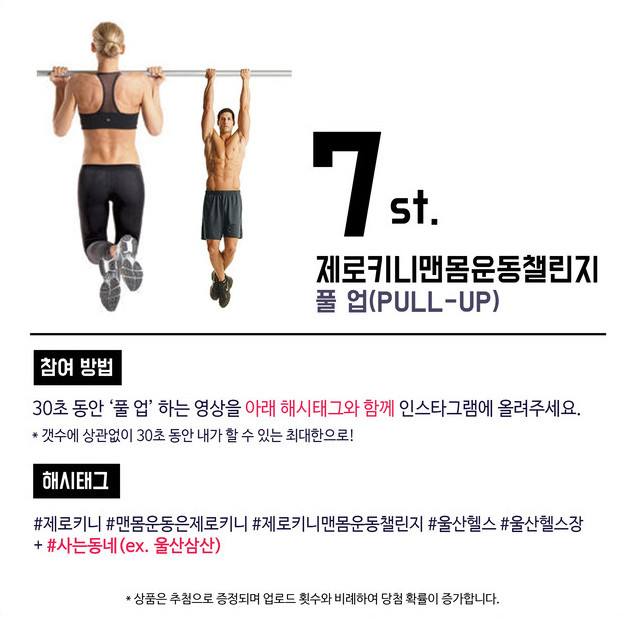 7 st.
제로키니맨몸운동챌린지
풀 업(PULL-UP)
참여 방법
30초 동안 ‘풀 업’ 하는 영상을 아래 해시태그와 함께 인스타그램에 올려주세요.
* 갯수에 상관없이 30초 동안 내가 할 수 있는 최대한으로!
해시태그
#제로키니 #맨몸운동은제로키니 #제로키니맨몸운동챌린지 #울산헬스 #울산헬스장
+ #사는동네(ex. 울산삼산)
* 상품은 추첨으로 증정되며 업로드 횟수와 비례하여 당첨 확률이 증가합니다.